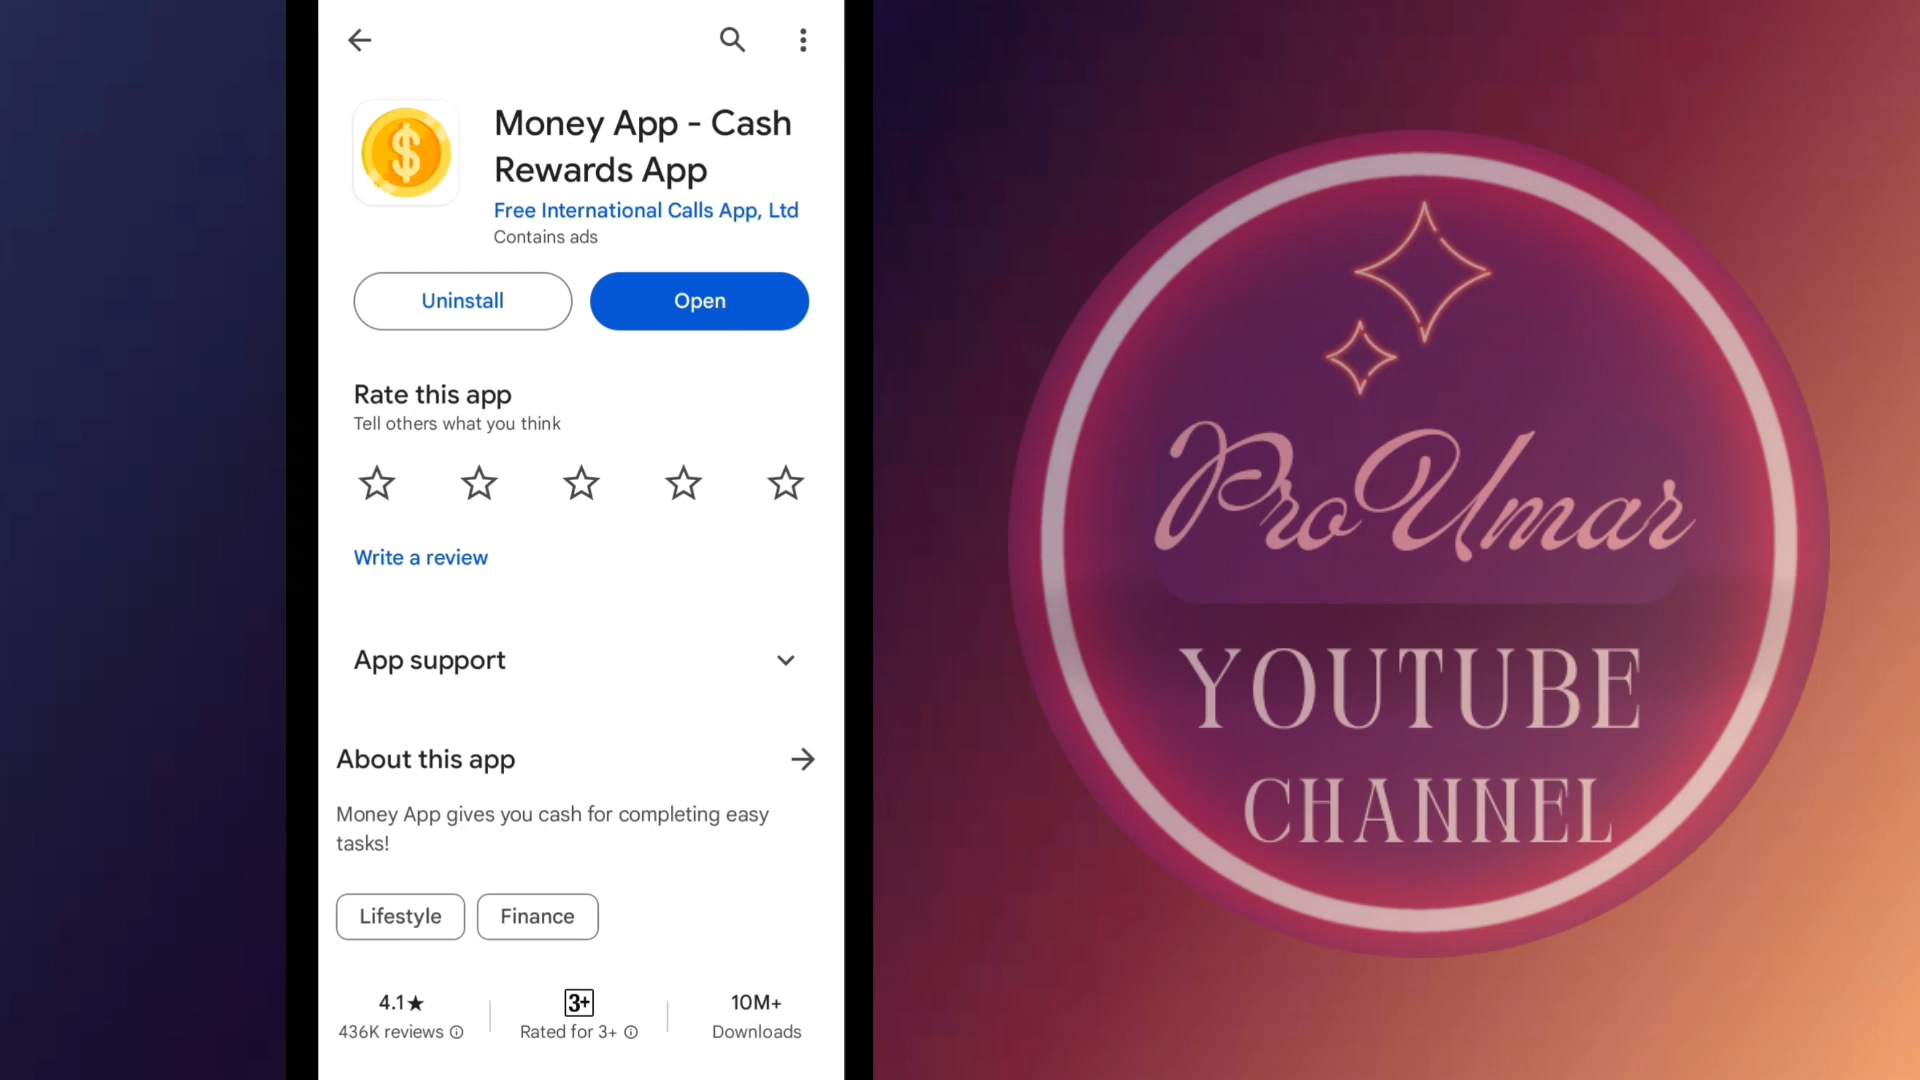 Money App - Cash
Rewards App
Free International Calls App, Ltd
Contains ads
Uninstall
Open
Rate this app
Tell others what you think
Write a review
App support
About this app
Money App gives you cash for completing easy
tasks!
Lifestyle
Finance
4.1★
436K reviews
3+
Rated for 3+
10M+
Downloads
ProUmar
YOUTUBE
CHANNEL